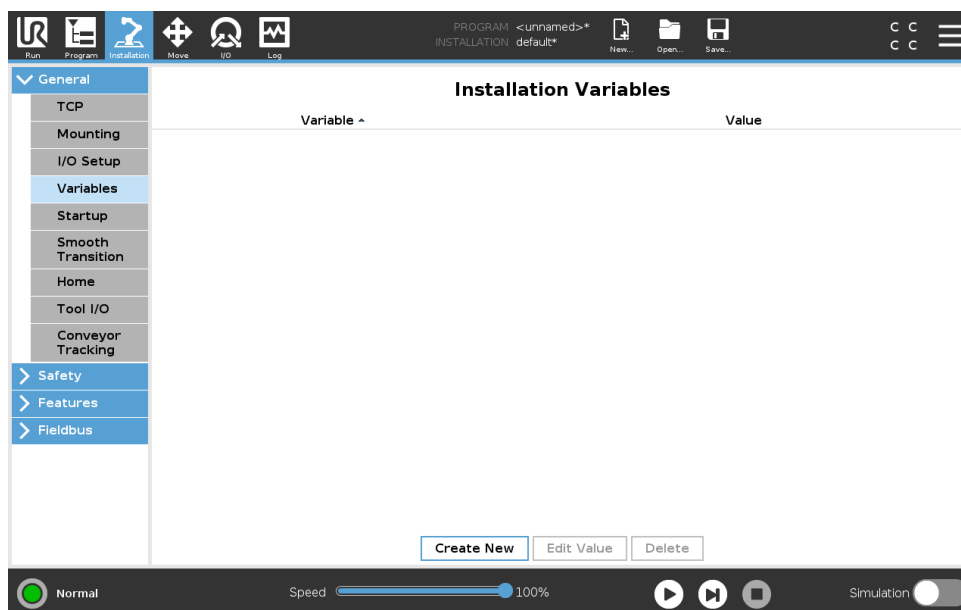 UR
Run
Program
Installation
Move
I/O
Log
PROGRAM <unnamed>*
INSTALLATION default*
New...
Open...
Save...
C C
C C
General
TCP
Mounting
I/O Setup
Variables
Startup
Smooth
Transition
Home
Tool I/O
Conveyor
Tracking
Safety
Features
Fieldbus
Installation Variables
Variable Value
Create New Edit Value Delete
Normal
Speed 100%
Simulation